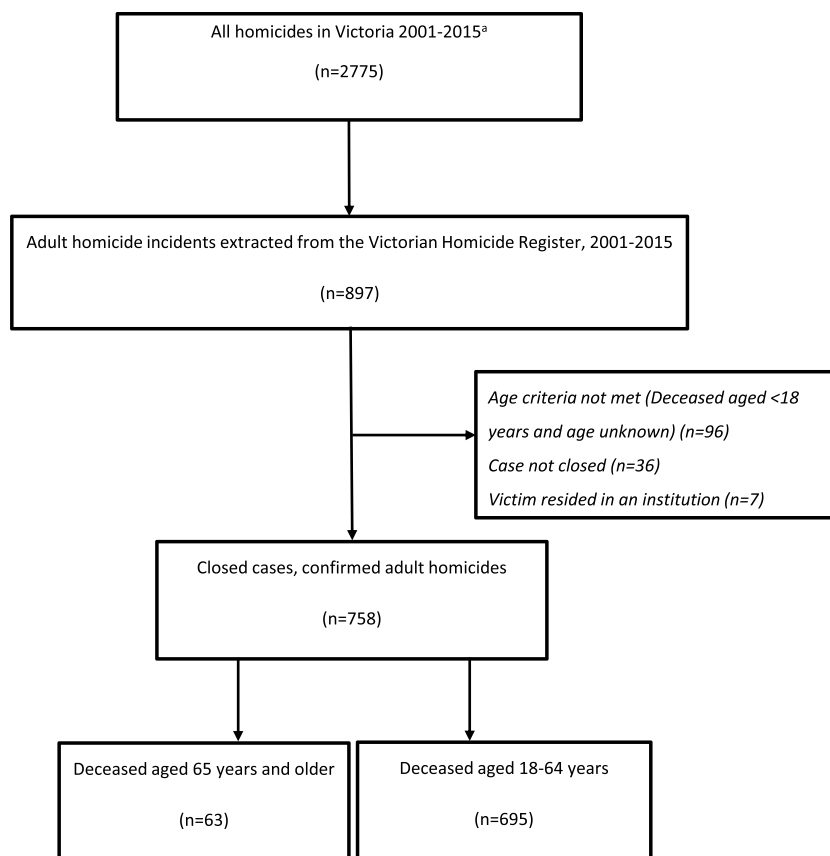 All homicides in Victoria 2001-2015ᵃ
(n=2775)
Adult homicide incidents extracted from the Victorian Homicide Register, 2001-2015
(n=897)
Age criteria not met (Deceased aged <18
years and age unknown) (n=96)
Case not closed (n=36)
Victim resided in an institution (n=7)
Closed cases, confirmed adult homicides
(n=758)
Deceased aged 65 years and older
(n=63)
Deceased aged 18-64 years
(n=695)